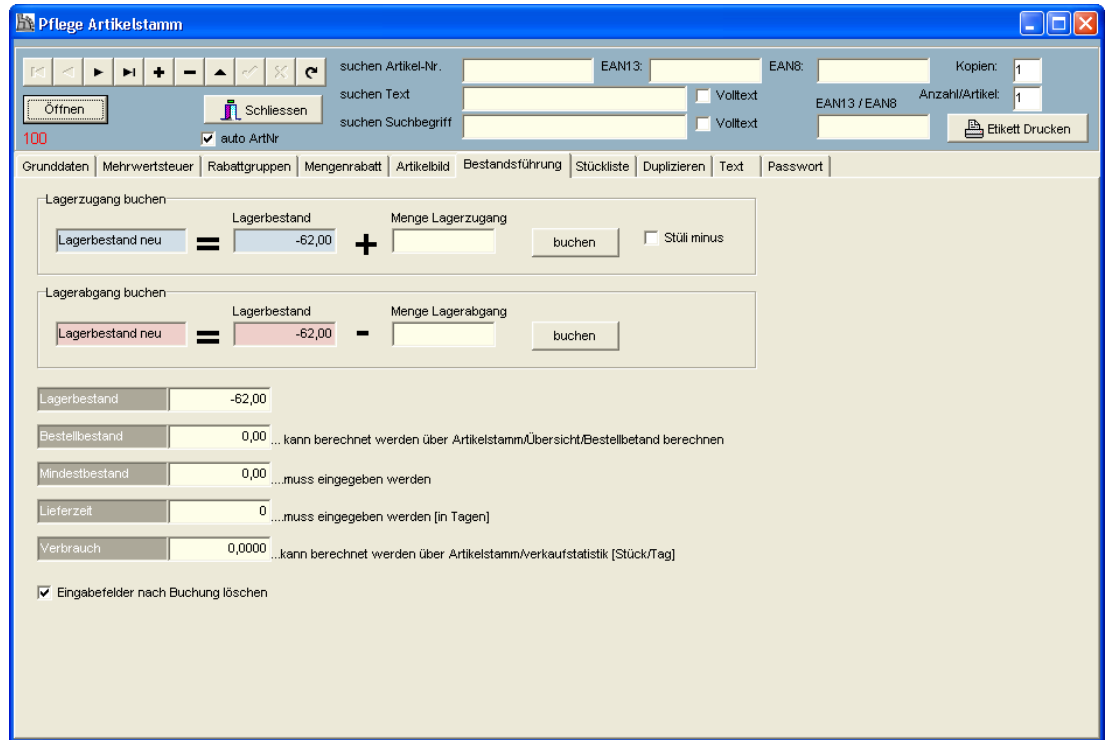 Pflege Artikelstamm
suchen Artikel-Nr. EAN13: EAN8: Kopien: 1
Öffnen Schliessen suchen Text Volltext EAN13 / EAN8 Anzahl/Artikel: 1
100 auto ArtNr suchen Suchbegriff Volltext Etikett Drucken
Grunddaten Mehrwertsteuer Rabattgruppen Mengenrabatt Artikelbild Bestandsführung Stückliste Duplizieren Text Passwort
Lagerzugang buchen
Lagerbestand Menge Lagerzugang
Lagerbestand neu = -62,00 + buchen Stüli minus
Lagerabgang buchen
Lagerbestand Menge Lagerabgang
Lagerbestand neu = -62,00 - buchen
Lagerbestand -62,00
Bestellbestand 0,00 ... kann berechnet werden über Artikelstamm/Übersicht/Bestellbetand berechnen
Mindestbestand 0,00 ....muss eingegeben werden
Lieferzeit 0 ....muss eingegeben werden [in Tagen]
Verbrauch 0,0000 ...kann berechnet werden über Artikelstamm/verkaufstatistik [Stück/Tag]
Eingabefelder nach Buchung löschen